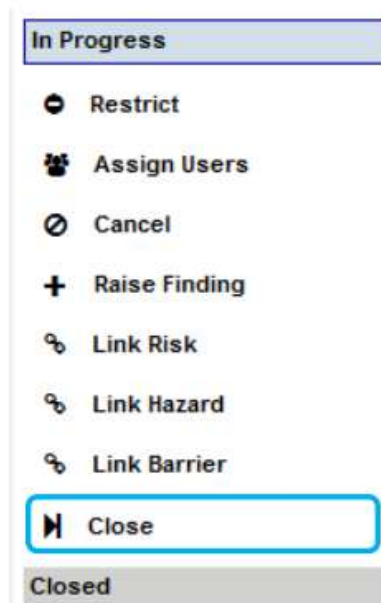 In Progress
Restrict
Assign Users
Cancel
Raise Finding
Link Risk
Link Hazard
Link Barrier
Close
Closed